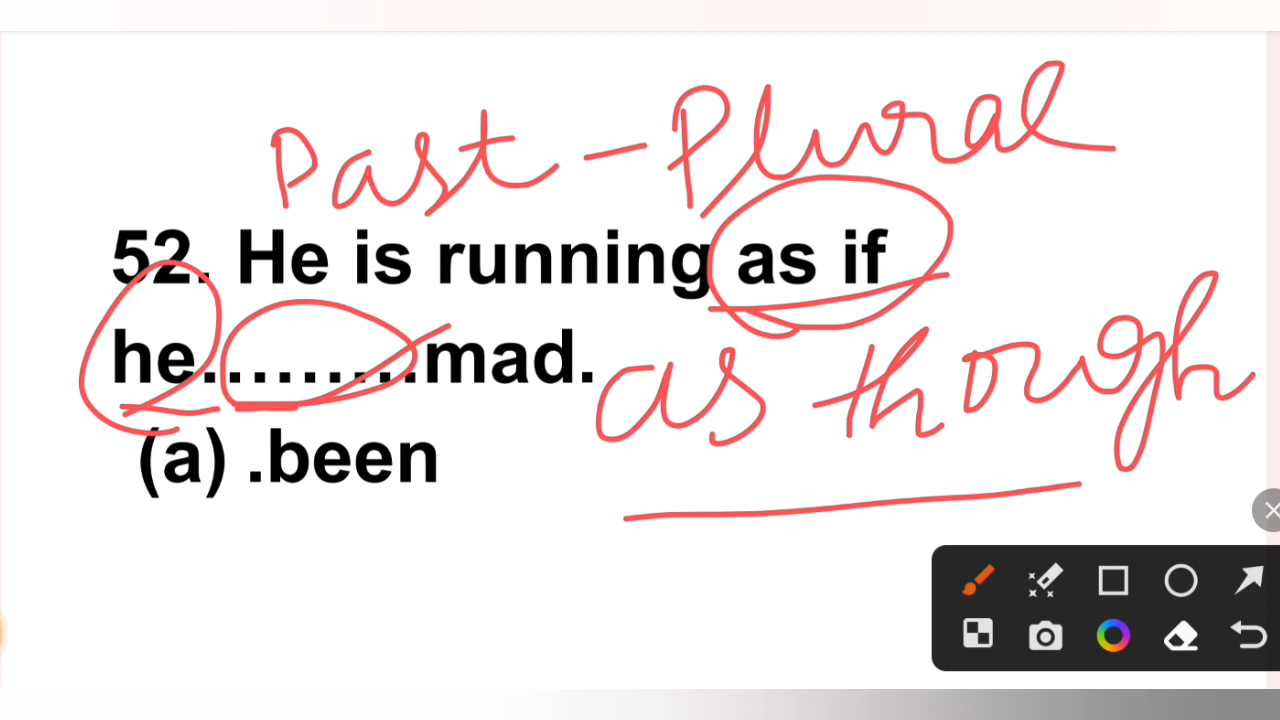 Past - Plural
52. He is running as if
he.........mad.
as though
(a) .been